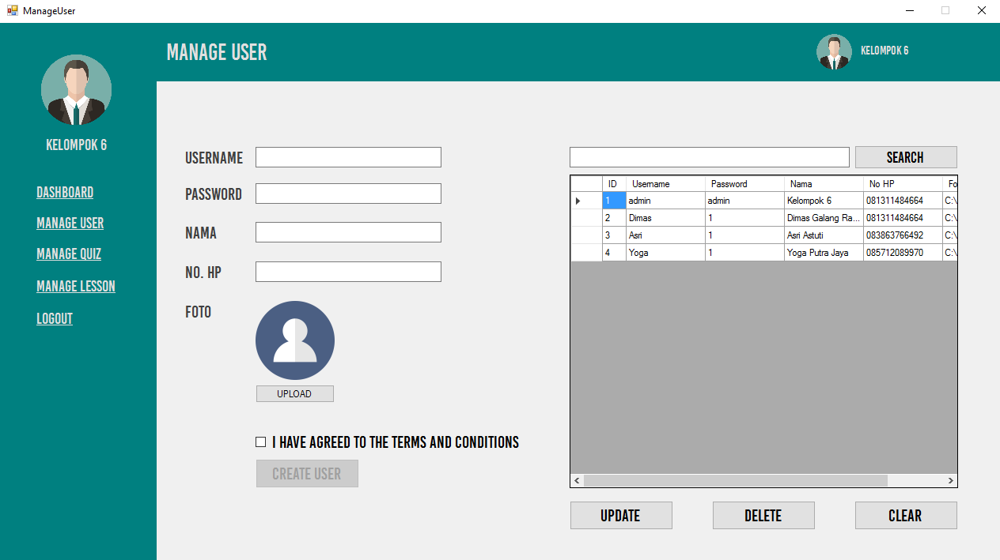 ManageUser
MANAGE USER
KELOMPOK 6
KELOMPOK 6
DASHBOARD
MANAGE USER
MANAGE QUIZ
MANAGE LESSON
LOGOUT
USERNAME
PASSWORD
NAMA
NO. HP
FOTO
UPLOAD
I HAVE AGREED TO THE TERMS AND CONDITIONS
CREATE USER
SEARCH
ID Username Password Nama No HP Fo
1 admin admin Kelompok 6 081311484664 C:\
2 Dimas 1 Dimas Galang Ra... 081311484664 C:\
3 Asri 1 Asri Astuti 083863766492 C:\
4 Yoga 1 Yoga Putra Jaya 085712089970 C:\
UPDATE
DELETE
CLEAR